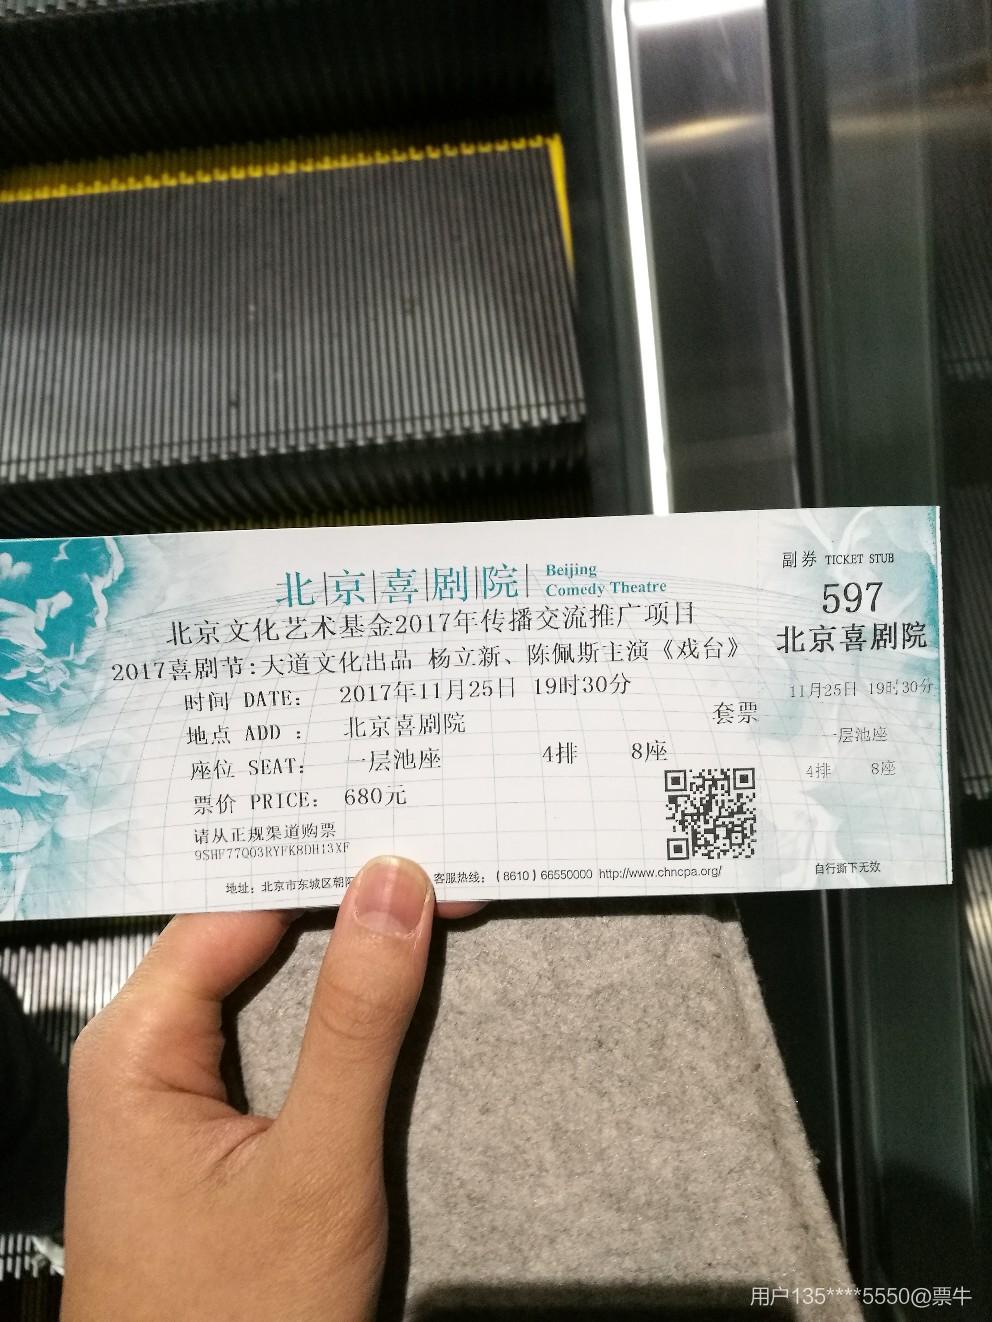 北京喜剧院 Beijing Comedy Theatre
北京文化艺术基金2017年传播交流推广项目
2017喜剧节:大道文化出品 杨立新、陈佩斯主演《戏台》
时间 DATE: 2017年11月25日 19时30分
地点 ADD : 北京喜剧院
套票
座位 SEAT: 一层池座 4排 8座
票价 PRICE: 680元
请从正规渠道购票
9SHF77Q03RYFK8DH13XF
地址: 北京市东城区朝阳 客服热线: (8610) 66550000 http://www.chncpa.org/
副券 TICKET STUB
597
北京喜剧院
11月25日 19时30分
一层池座
4排 8座
自行撕下无效
用户135****5550@票牛